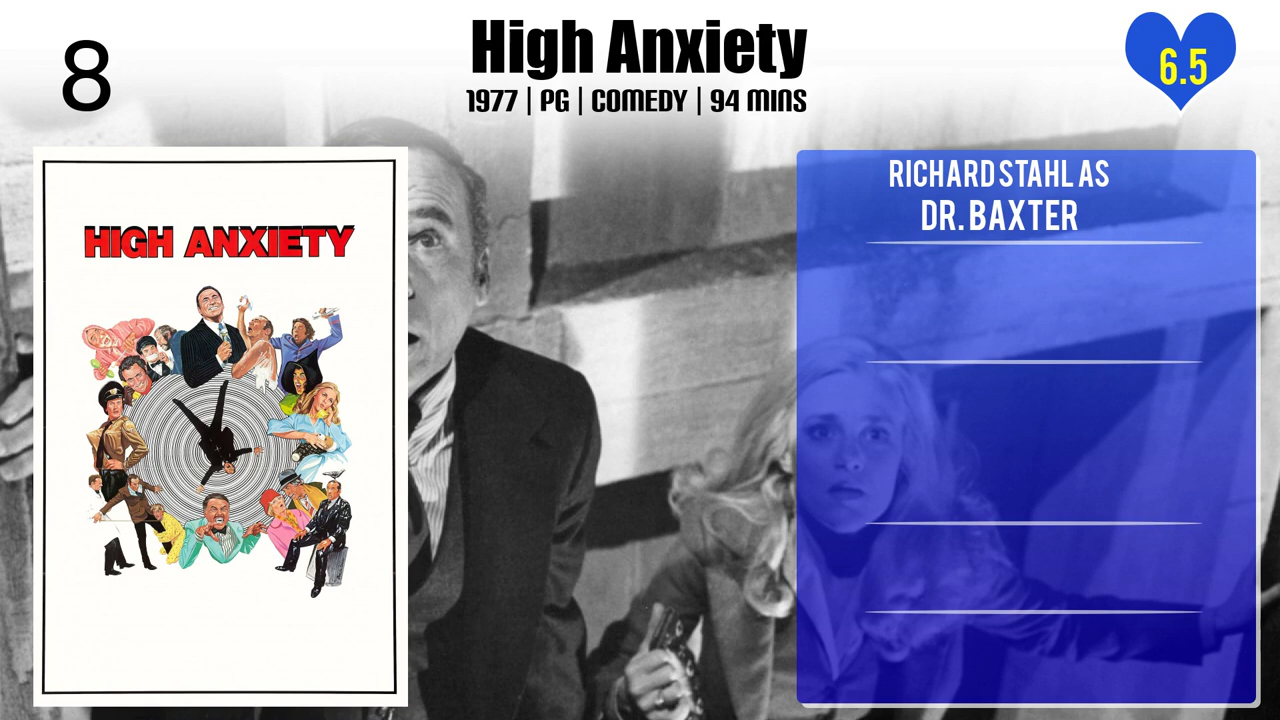 8
High Anxiety
1977 | PG | COMEDY | 94 MINS
6.5
HIGH ANXIETY
RICHARD STAHL AS
DR. BAXTER